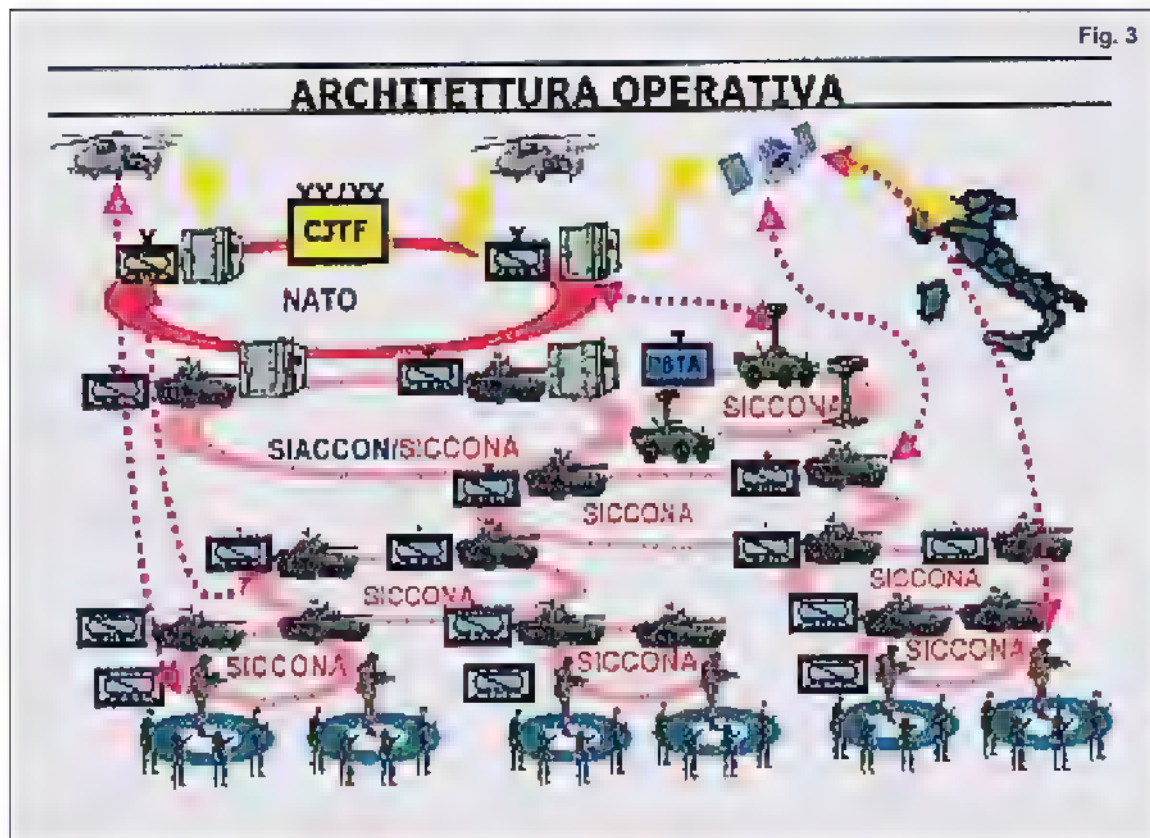 Fig. 3
ARCHITETTURA OPERATIVA
CJTF
NATO
SICCONA
SIACCON/SICCONA
SICCONA
SICCONA
SICCONA
SICCONA
SICCONA
SICCONA